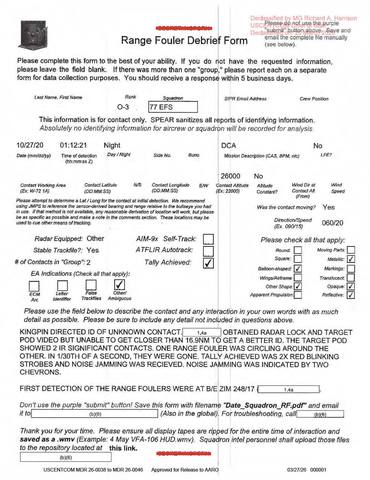 SECRET//NOFORN
Declassified by MG Richard A. Harrison
Range Fouler Debrief Form
Please do not use the purple "submit" button above. Save and email the complete file manually (see below).
Please complete this form to the best of your ability. If you do not have the requested information,
please leave the field blank. If there was more than one "group," please report each on a separate
form for data collection purposes. You should receive a response within 5 business days.
Last Name, First Name Rank Squadron SIPR Email Address Crew Position
O-3 77 EFS
This information is for contact only. SPEAR sanitizes all reports of identifying information.
Absolutely no identifying information for aircrew or squadron will be recorded for analysis
10/27/20 01:12:21 Night DCA No
Date (mm/dd/yy) Time of detection (hh:mm:ss Z) Day / Night Side No. Buno Mission Description (CAS, BFM, etc) LFE?
26000 No
Contact Working Area (Ex. W-72 1A) Contact Latitude (DD.MM.SS) N/S Contact Longitude (DD.MM.SS) E/W Contact Altitude (Ex: 23000) Altitude Constant? Wind Dir at Contact Alt (From) Wind Speed
Please attempt to determine a Lat / Long for the contact at initial detection. We recommend
using JMPS to reference the sensor-derived bearing and range relative to the bullseye you had
in use. If that method is not available, any reasonable derivation of location will work, but please
be as specific as possible and make a note in the comments section. These locations may be
used to cue other means of tracking.
Was the contact moving? Yes
Direction/Speed (Ex. 090/15) 060/20
Radar Equipped: Other AIM-9x Self-Track:
Stable Trackfile?: Yes ATFLIR Autotrack:
# of Contacts in "Group": 2 Tally Achieved:
EA Indications (Check all that apply):
ECM Arc. Letter Identifier False Trackfiles Other/ Ambiguous
Please check all that apply:
Round: Moving Parts:
Square: Metallic:
Balloon-shaped: Markings:
Wings/Airframe Translucent:
Other Shape Opaque:
Apparent Propulsion Reflective:
Please use the field below to describe the contact and any interaction in your own words with as much
detail as possible. Please be sure to include any detail not included in questions above.
KINGPIN DIRECTED ID OF UNKNOWN CONTACT. 1.4a OBTAINED RADAR LOCK AND TARGET
POD VIDEO BUT UNABLE TO GET CLOSER THAN 16.9NM TO GET A BETTER ID. THE TARGET POD
SHOWED 2 IR SIGNIFICANT CONTACTS. ONE RANGE FOULER WAS CIRCLING AROUND THE
OTHER. IN 1/30TH OF A SECOND, THEY WERE GONE. TALLY ACHIEVED WAS 2X RED BLINKING
STROBES AND NOISE JAMMING WAS RECIEVED. NOISE JAMMING WAS INDICATED BY TWO
CHEVRONS.
FIRST DETECTION OF THE RANGE FOULERS WERE AT B/E ZIM 248/17 1.4a
Don't use the purple "submit" button! Save this form with filename "Date_Squadron_RF.pdf" and email
it to (b)(6) (Also in the global). For troubleshooting, call (b)(6)
Thank you for your time. Please ensure all display tapes are ripped for the entire time of interaction and
saved as a .wmv (Example: 4 May VFA-106 HUD.wmv). Squadron intel personnel shall upload those files
to the repository located at this link.
(b)(6)
SECRET//NOFORN
USCENTCOM MDR 26-0038 to MDR 26-0046 Approved for Release to AARO 03/27/26 000001